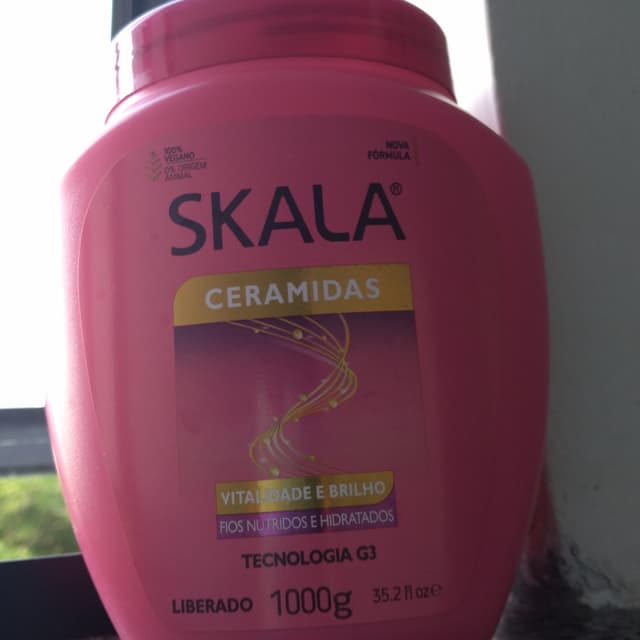 100%
VEGANO
0% ORIGEM
ANIMAL
NOVA
FÓRMULA
SKALA®
CERAMIDAS
VITALIDADE E BRILHO
FIOS NUTRIDOS E HIDRATADOS
TECNOLOGIA G3
LIBERADO 1000g 35.2 fl oz e